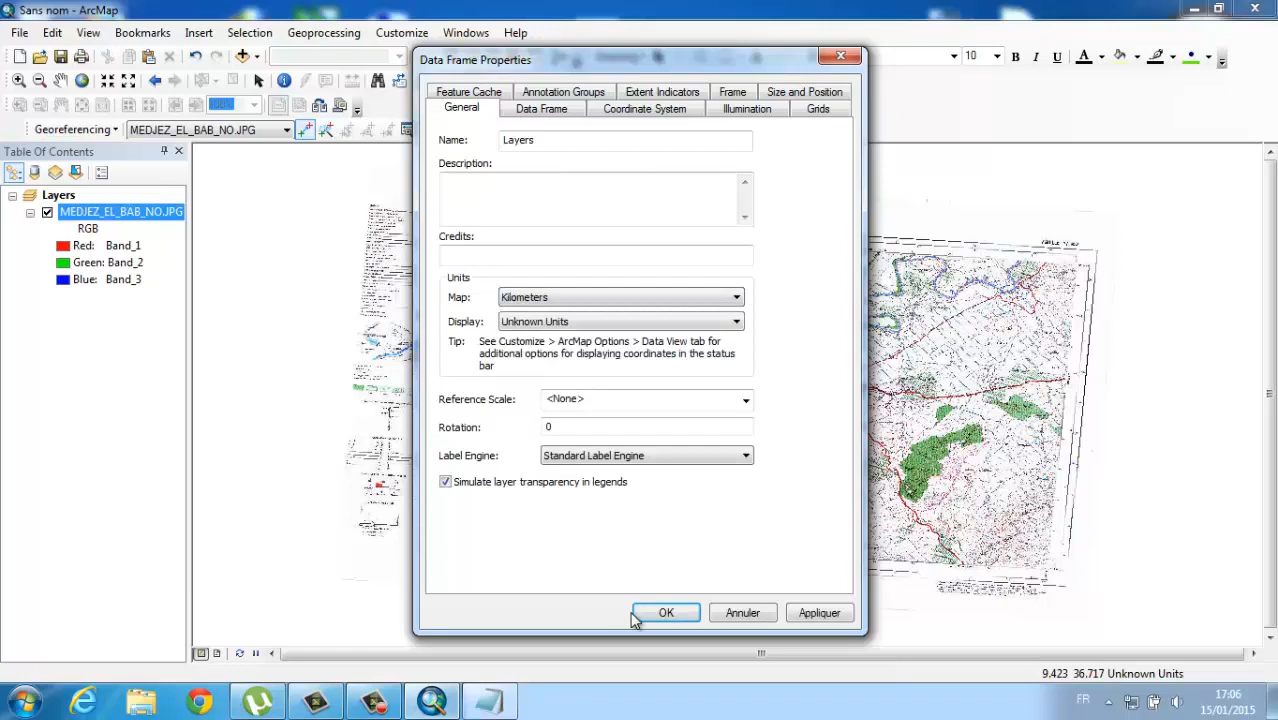 Sans nom - ArcMap
File Edit View Bookmarks Insert Selection Geoprocessing Customize Windows Help
10 B I U A
Georeferencing MEDJEZ_EL_BAB_NO.JPG
Table Of Contents
Layers
MEDJEZ_EL_BAB_NO.JPG
RGB
Red: Band_1
Green: Band_2
Blue: Band_3
Data Frame Properties
Feature Cache Annotation Groups Extent Indicators Frame Size and Position
General Data Frame Coordinate System Illumination Grids
Name: Layers
Description:
Credits:
Units
Map: Kilometers
Display: Unknown Units
Tip: See Customize > ArcMap Options > Data View tab for
additional options for displaying coordinates in the status
bar
Reference Scale: <None>
Rotation: 0
Label Engine: Standard Label Engine
Simulate layer transparency in legends
OK Annuler Appliquer
9.423 36.717 Unknown Units
FR 17:06
15/01/2015